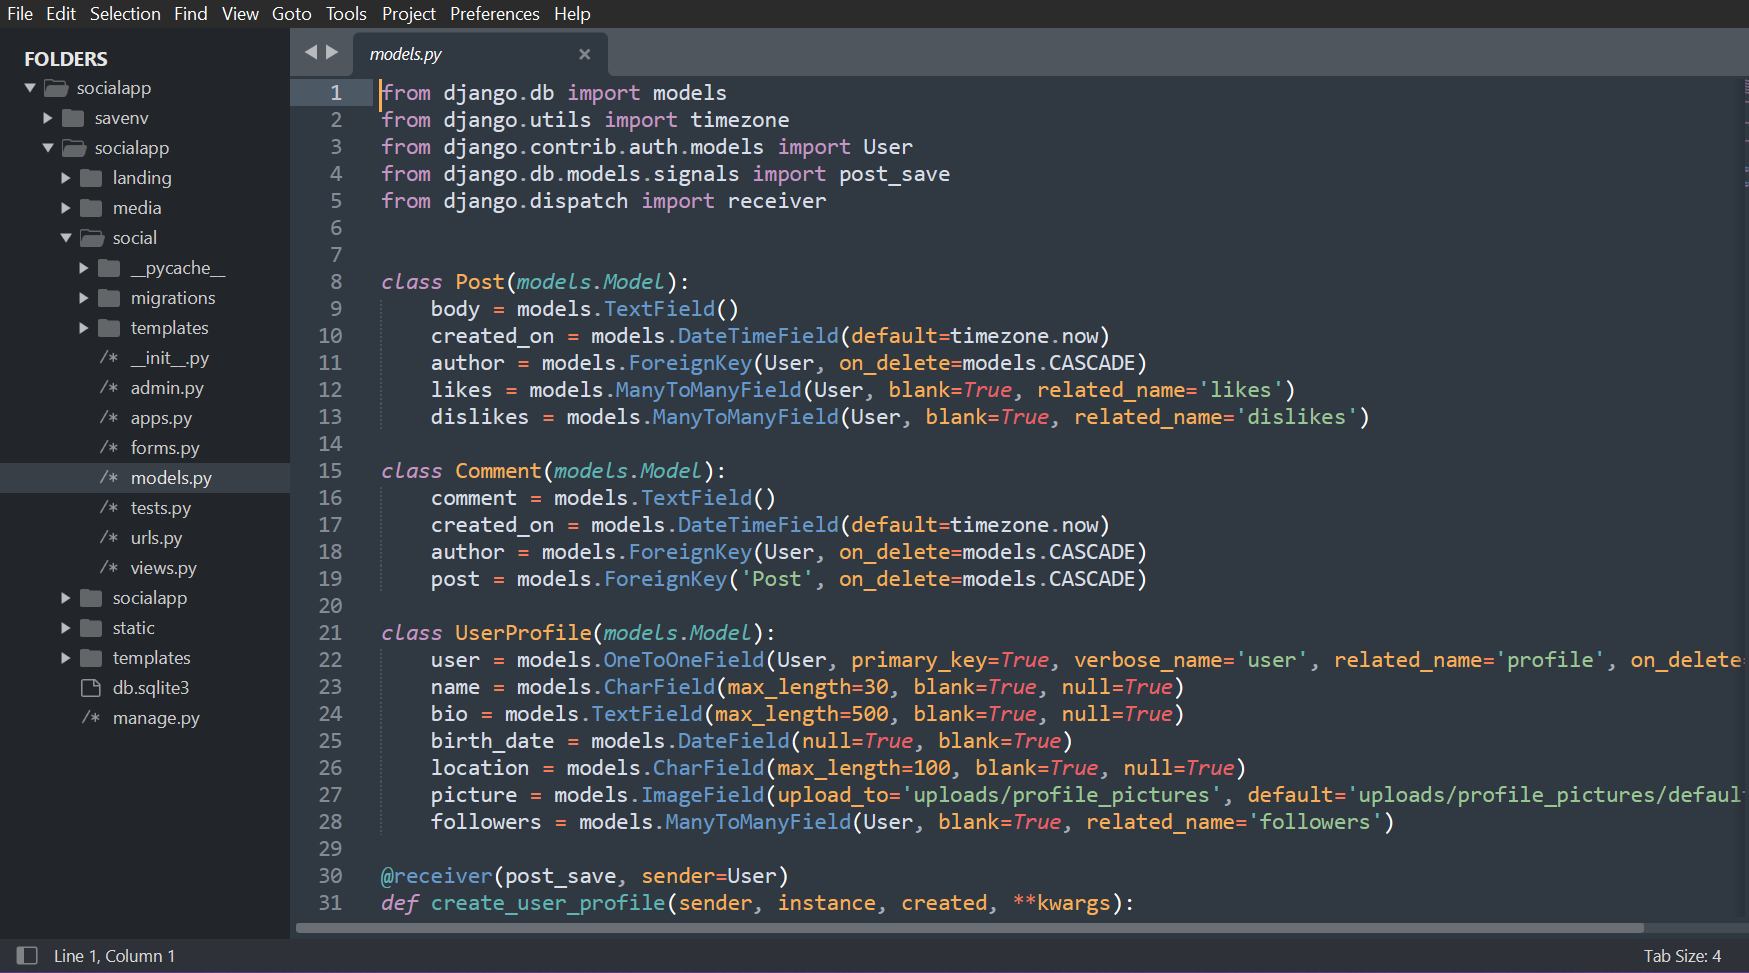 File Edit Selection Find View Goto Tools Project Preferences Help
FOLDERS
socialapp
savenv
socialapp
landing
media
social
__pycache__
migrations
templates
/* __init__.py
/* admin.py
/* apps.py
/* forms.py
/* models.py
/* tests.py
/* urls.py
/* views.py
socialapp
static
templates
db.sqlite3
/* manage.py
models.py
1 from django.db import models
2 from django.utils import timezone
3 from django.contrib.auth.models import User
4 from django.db.models.signals import post_save
5 from django.dispatch import receiver
6
7
8 class Post(models.Model):
9     body = models.TextField()
10     created_on = models.DateTimeField(default=timezone.now)
11     author = models.ForeignKey(User, on_delete=models.CASCADE)
12     likes = models.ManyToManyField(User, blank=True, related_name='likes')
13     dislikes = models.ManyToManyField(User, blank=True, related_name='dislikes')
14
15 class Comment(models.Model):
16     comment = models.TextField()
17     created_on = models.DateTimeField(default=timezone.now)
18     author = models.ForeignKey(User, on_delete=models.CASCADE)
19     post = models.ForeignKey('Post', on_delete=models.CASCADE)
20
21 class UserProfile(models.Model):
22     user = models.OneToOneField(User, primary_key=True, verbose_name='user', related_name='profile', on_delete=
23     name = models.CharField(max_length=30, blank=True, null=True)
24     bio = models.TextField(max_length=500, blank=True, null=True)
25     birth_date = models.DateField(null=True, blank=True)
26     location = models.CharField(max_length=100, blank=True, null=True)
27     picture = models.ImageField(upload_to='uploads/profile_pictures', default='uploads/profile_pictures/defaul
28     followers = models.ManyToManyField(User, blank=True, related_name='followers')
29
30 @receiver(post_save, sender=User)
31 def create_user_profile(sender, instance, created, **kwargs):
Line 1, Column 1
Tab Size: 4